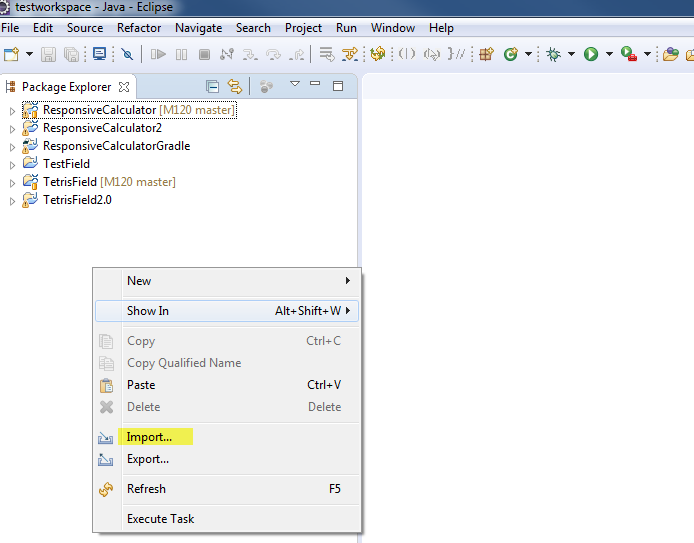 testworkspace - Java - Eclipse
File Edit Source Refactor Navigate Search Project Run Window Help
Package Explorer
ResponsiveCalculator [M120 master]
ResponsiveCalculator2
ResponsiveCalculatorGradle
TestField
TetrisField [M120 master]
TetrisField2.0
New
Show In Alt+Shift+W
Copy Ctrl+C
Copy Qualified Name
Paste Ctrl+V
Delete Delete
Import...
Export...
Refresh F5
Execute Task